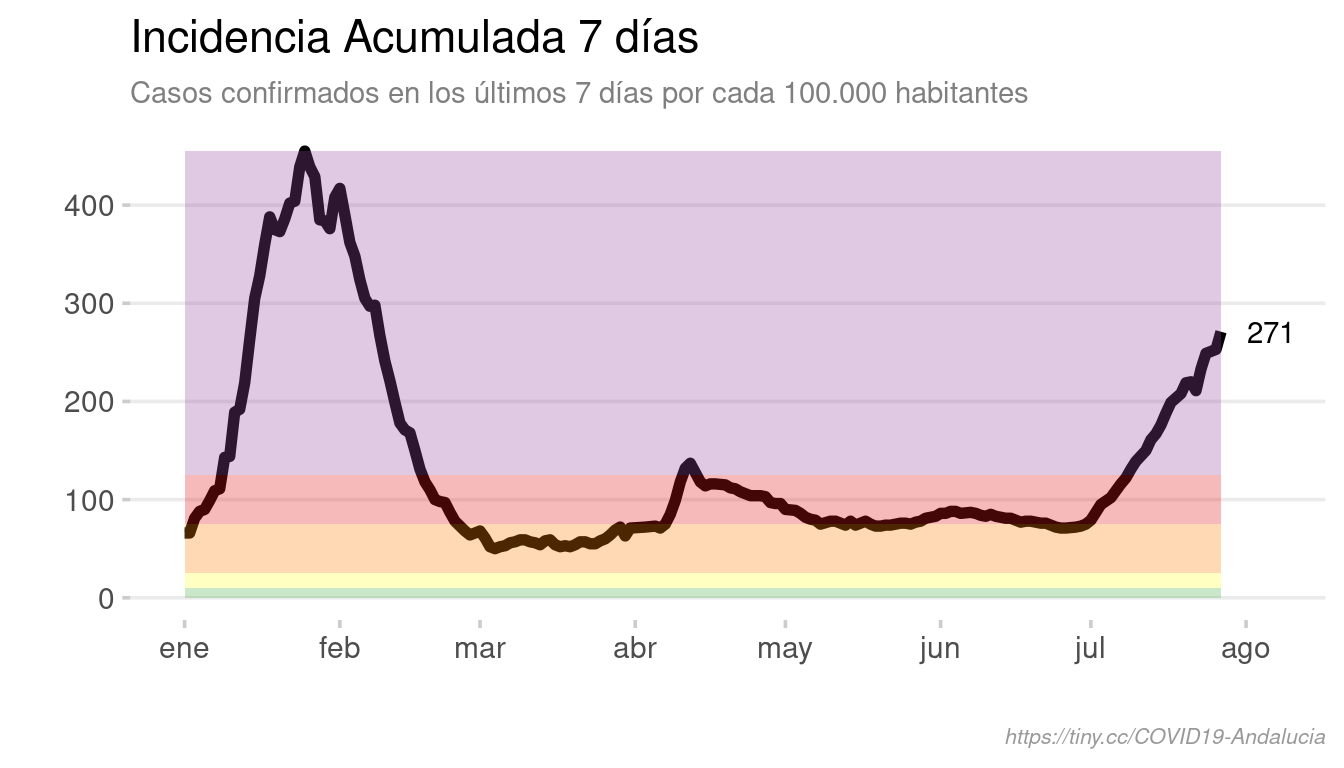 Incidencia Acumulada 7 días
Casos confirmados en los últimos 7 días por cada 100.000 habitantes
400
300
271
200
100
0
ene feb mar abr may jun jul ago
https://tiny.cc/COVID19-Andalucia